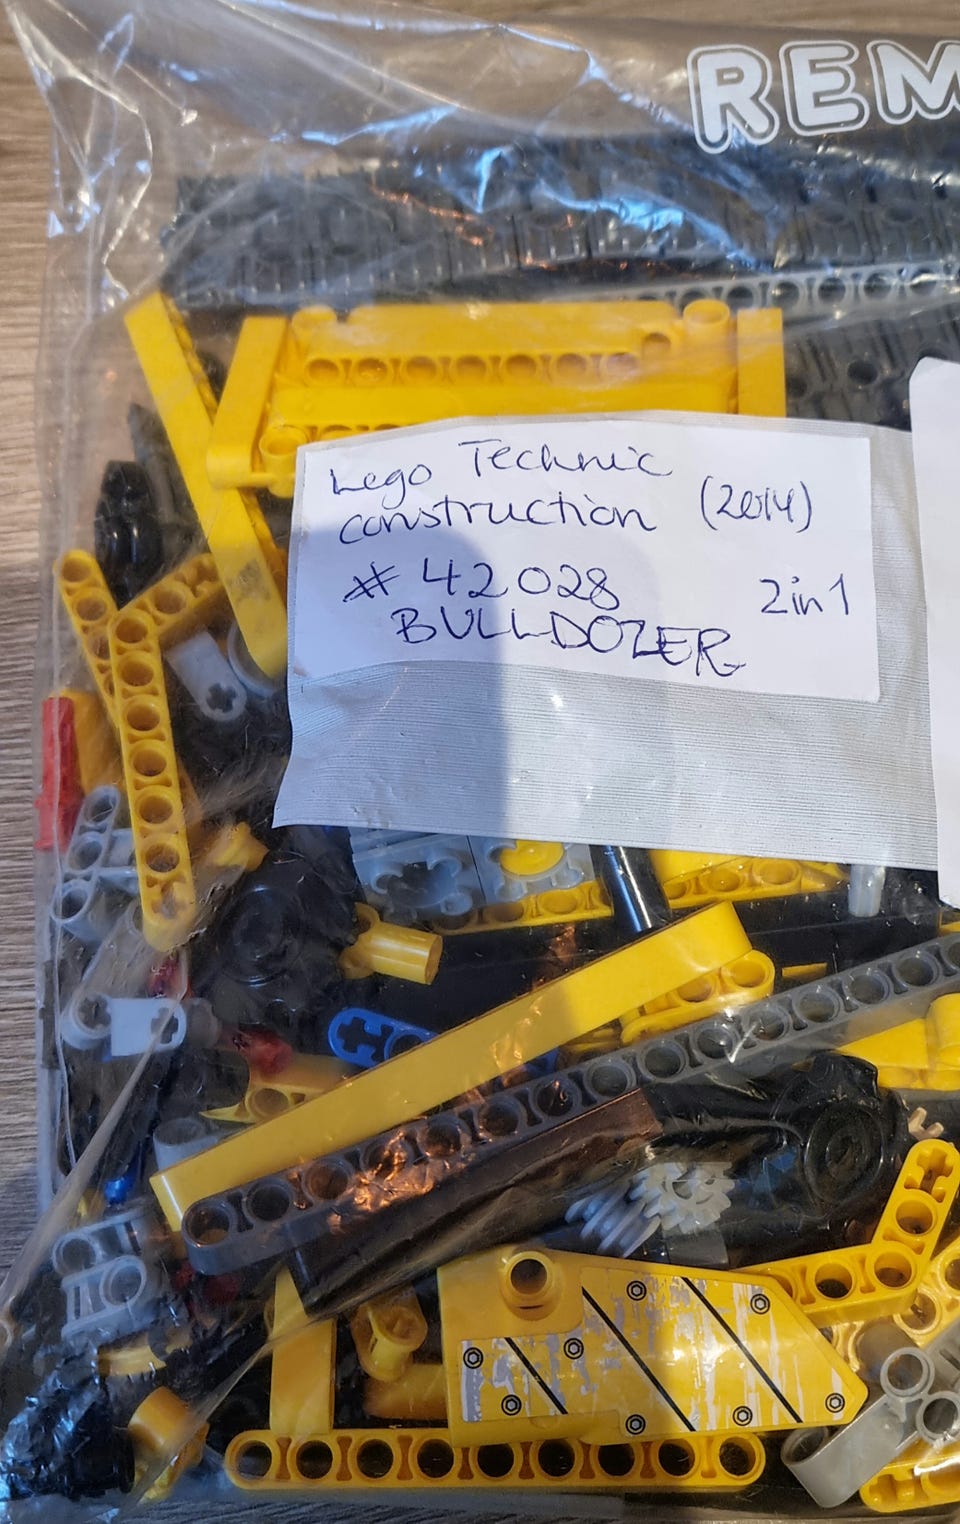 REM
Lego Technic
construction (2014)
# 42028 2in1
BULLDOZER